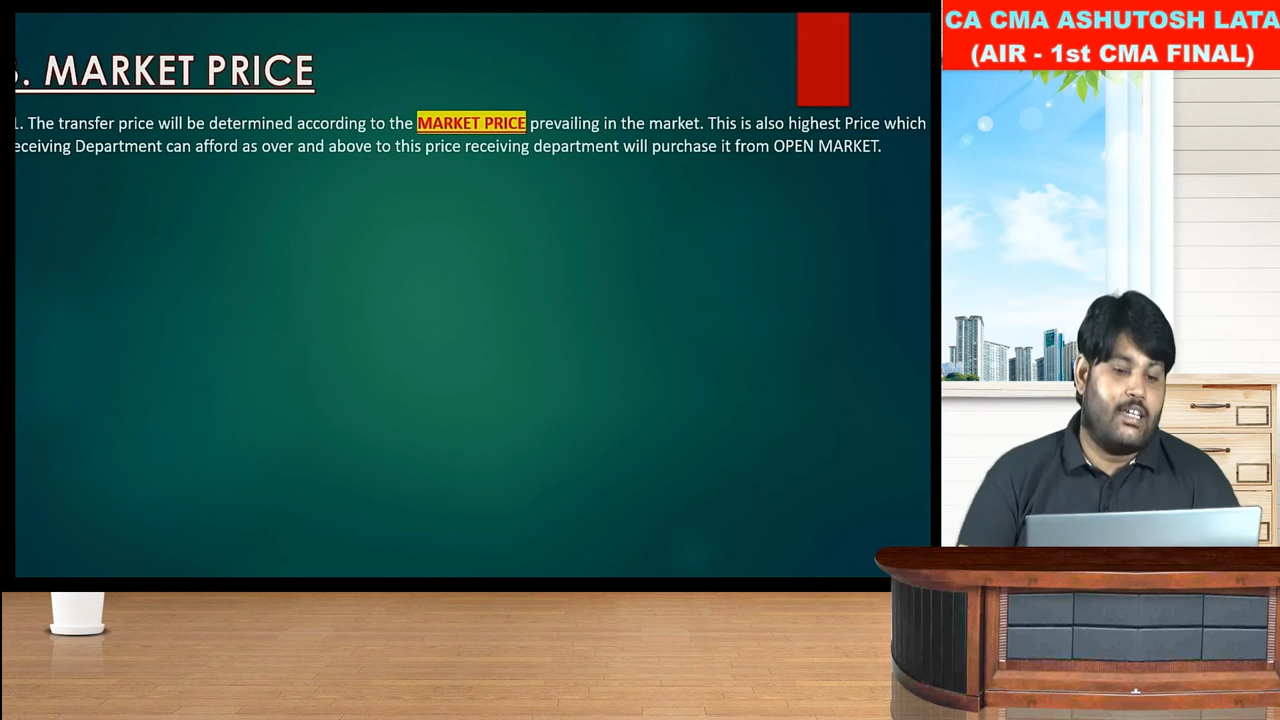 . MARKET PRICE
1. The transfer price will be determined according to the MARKET PRICE prevailing in the market. This is also highest Price which
eceiving Department can afford as over and above to this price receiving department will purchase it from OPEN MARKET.
CA CMA ASHUTOSH LATA
(AIR - 1st CMA FINAL)